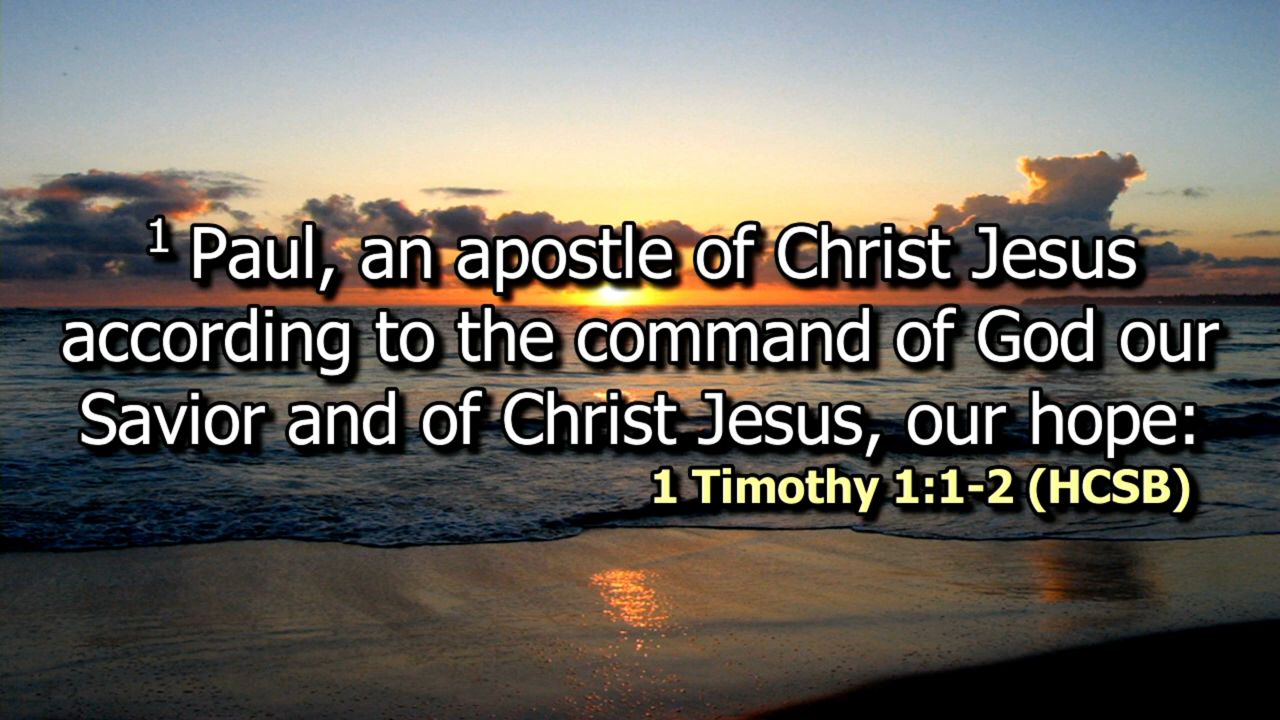 1 Paul, an apostle of Christ Jesus
according to the command of God our
Savior and of Christ Jesus, our hope:
1 Timothy 1:1-2 (HCSB)